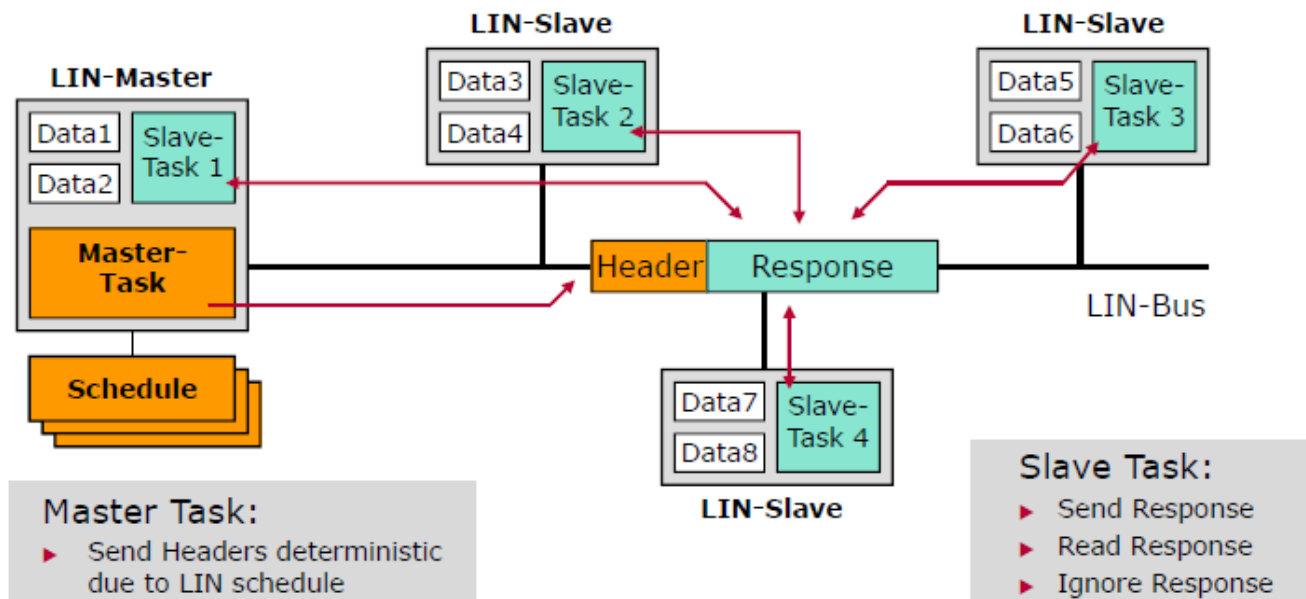 LIN-Slave
LIN-Slave
LIN-Master
Data1
Data2
Slave-
Task 1
Master-
Task
Schedule
Data3
Data4
Slave-
Task 2
Data5
Data6
Slave-
Task 3
Header
Response
LIN-Bus
Data7
Data8
Slave-
Task 4
LIN-Slave
Master Task:
► Send Headers deterministic
due to LIN schedule
Slave Task:
► Send Response
► Read Response
► Ignore Response